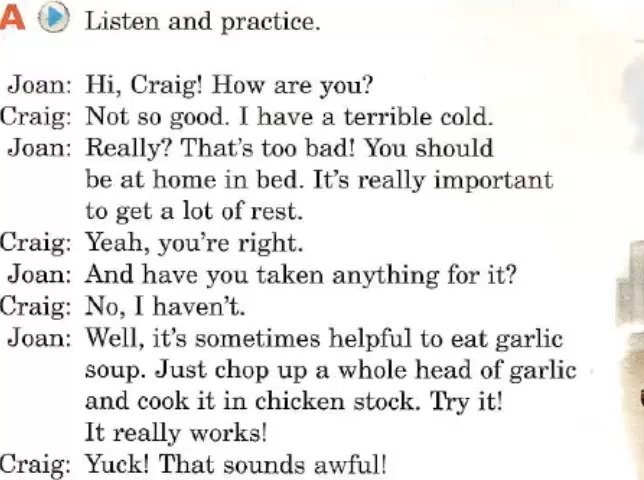 A Listen and practice.
Joan: Hi, Craig! How are you?
Craig: Not so good. I have a terrible cold.
Joan: Really? That's too bad! You should
be at home in bed. It's really important
to get a lot of rest.
Craig: Yeah, you're right.
Joan: And have you taken anything for it?
Craig: No, I haven't.
Joan: Well, it's sometimes helpful to eat garlic
soup. Just chop up a whole head of garlic
and cook it in chicken stock. Try it!
It really works!
Craig: Yuck! That sounds awful!